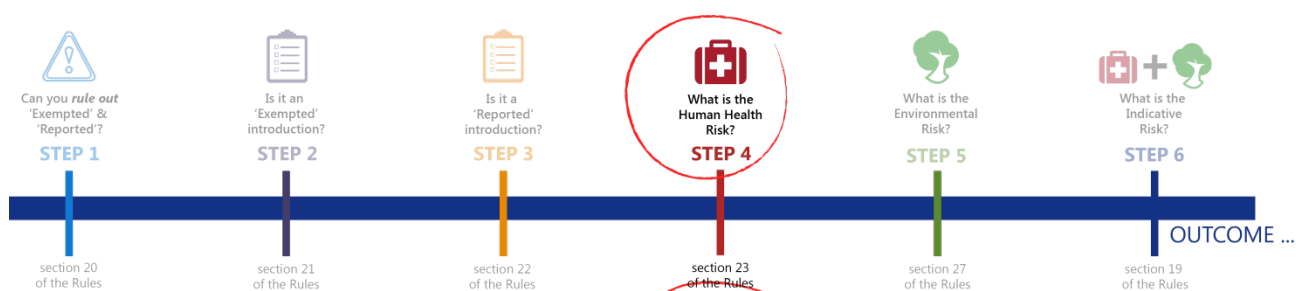 Can you rule out
'Exempted' &
'Reported'?
STEP 1
Is it an
'Exempted'
introduction?
STEP 2
Is it a
'Reported'
introduction?
STEP 3
What is the
Human Health
Risk?
STEP 4
What is the
Environmental
Risk?
STEP 5
What is the
Indicative
Risk?
STEP 6
OUTCOME ...
section 20
of the Rules
section 21
of the Rules
section 22
of the Rules
section 23
of the Rules
section 27
of the Rules
section 19
of the Rules